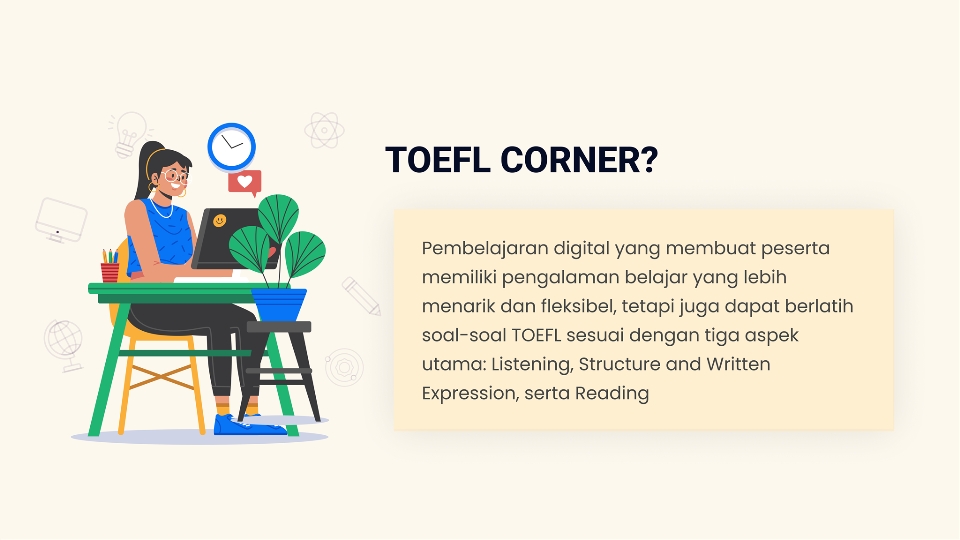 TOEFL CORNER?
Pembelajaran digital yang membuat peserta
memiliki pengalaman belajar yang lebih
menarik dan fleksibel, tetapi juga dapat berlatih
soal-soal TOEFL sesuai dengan tiga aspek
utama: Listening, Structure and Written
Expression, serta Reading